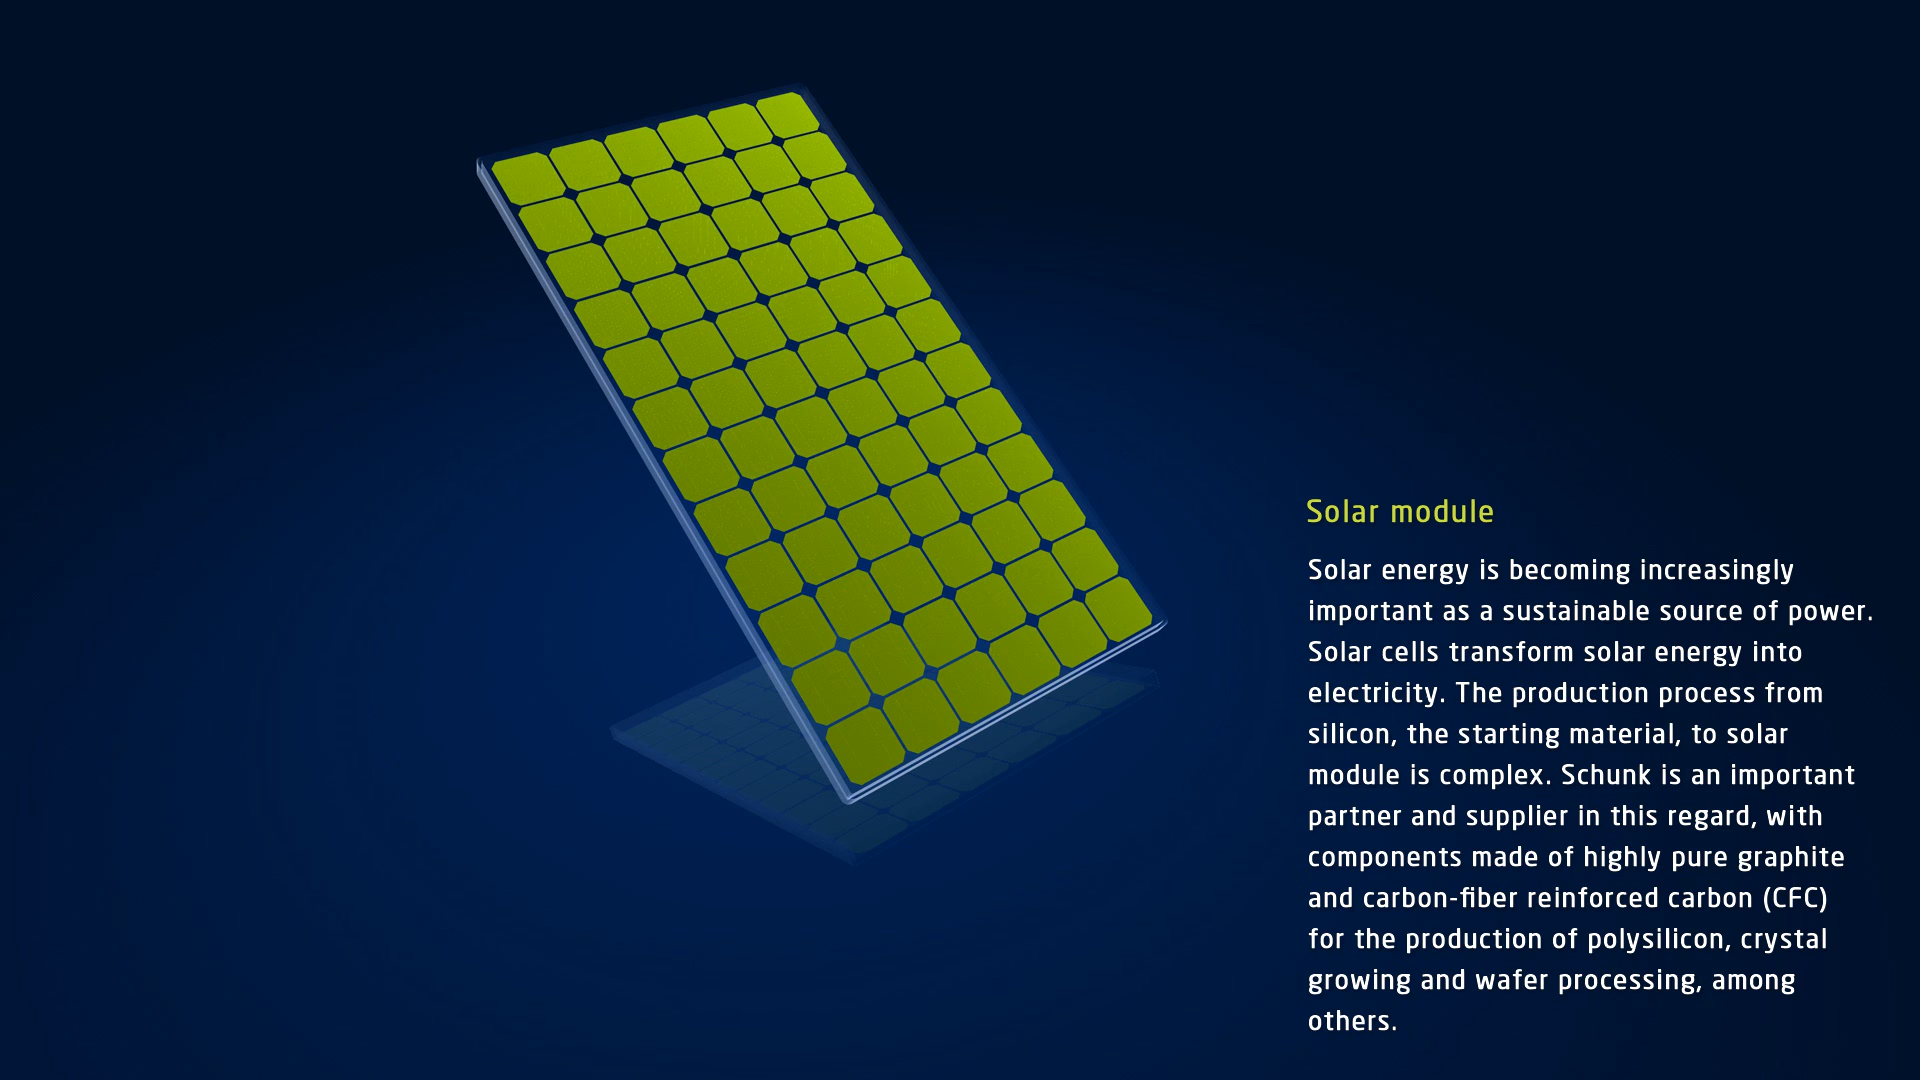 Solar module
Solar energy is becoming increasingly
important as a sustainable source of power.
Solar cells transform solar energy into
electricity. The production process from
silicon, the starting material, to solar
module is complex. Schunk is an important
partner and supplier in this regard, with
components made of highly pure graphite
and carbon-fiber reinforced carbon (CFC)
for the production of polysilicon, crystal
growing and wafer processing, among
others.